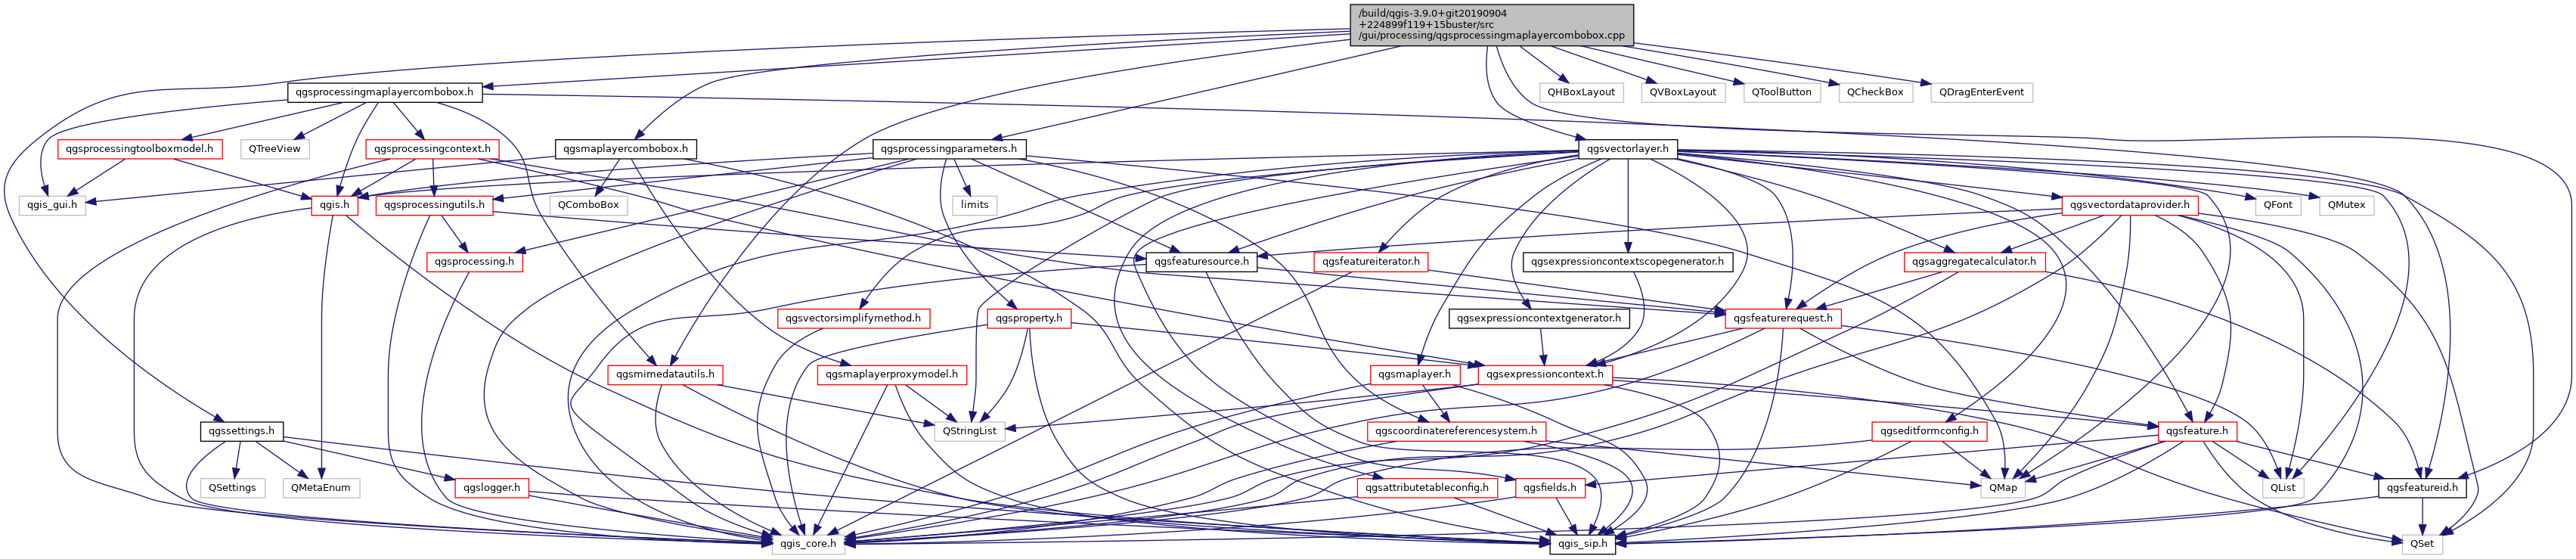 /build/qgis-3.9.0+git20190904
+224899f119+15buster/src
/gui/processing/qgsprocessingmaplayercombobox.cpp
qgsprocessingmaplayercombobox.h
QHBoxLayout
QVBoxLayout
QToolButton
QCheckBox
QDragEnterEvent
qgsprocessingtoolboxmodel.h
QTreeView
qgsprocessingcontext.h
qgsmaplayercombobox.h
qgsprocessingparameters.h
qgsvectorlayer.h
qgis_gui.h
qgis.h
qgsprocessingutils.h
QComboBox
limits
qgsvectordataprovider.h
QFont
QMutex
qgsprocessing.h
qgsfeaturesource.h
qgsfeatureiterator.h
qgsexpressioncontextscopegenerator.h
qgsaggregatecalculator.h
qgsvectorsimplifymethod.h
qgsproperty.h
qgsexpressioncontextgenerator.h
qgsfeaturerequest.h
qgsmimedatautils.h
qgsmaplayerproxymodel.h
qgsmaplayer.h
qgsexpressioncontext.h
qgssettings.h
QStringList
qgscoordinatereferencesystem.h
qgseditformconfig.h
qgsfeature.h
QSettings
QMetaEnum
qgslogger.h
qgsattributetableconfig.h
qgsfields.h
QMap
QList
qgsfeatureid.h
qgis_core.h
qgis_sip.h
QSet